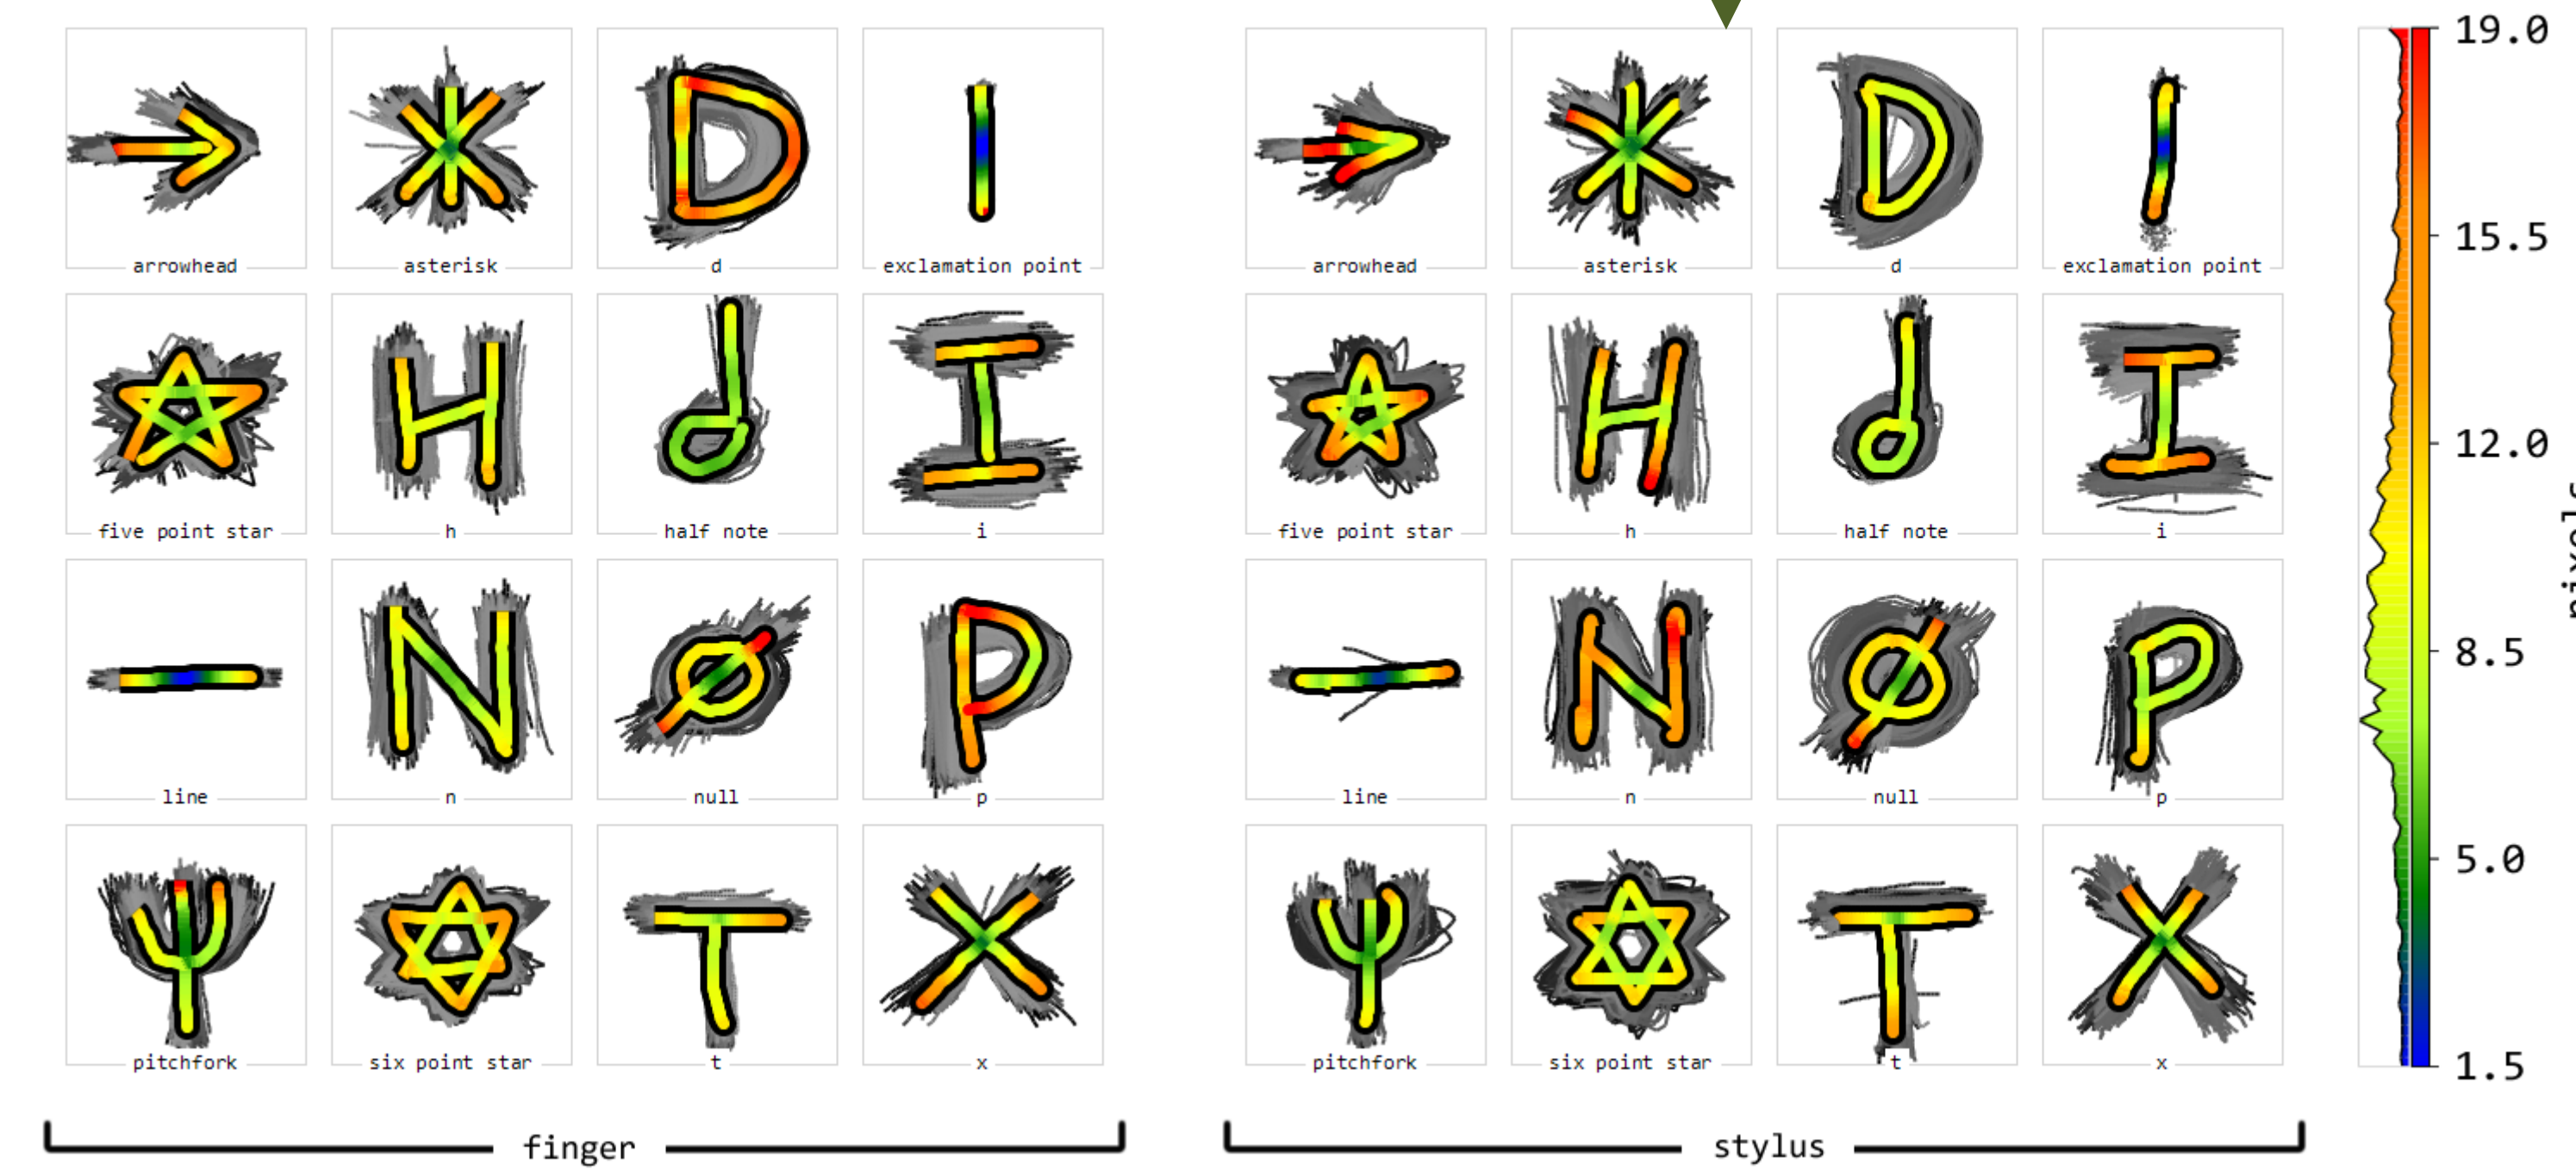 arrowhead asterisk d exclamation point
five point star h half note i
line n null p
pitchfork six point star t x
finger
arrowhead asterisk d exclamation point
five point star h half note i
line n null p
pitchfork six point star t x
stylus
19.0
15.5
12.0
8.5
5.0
1.5